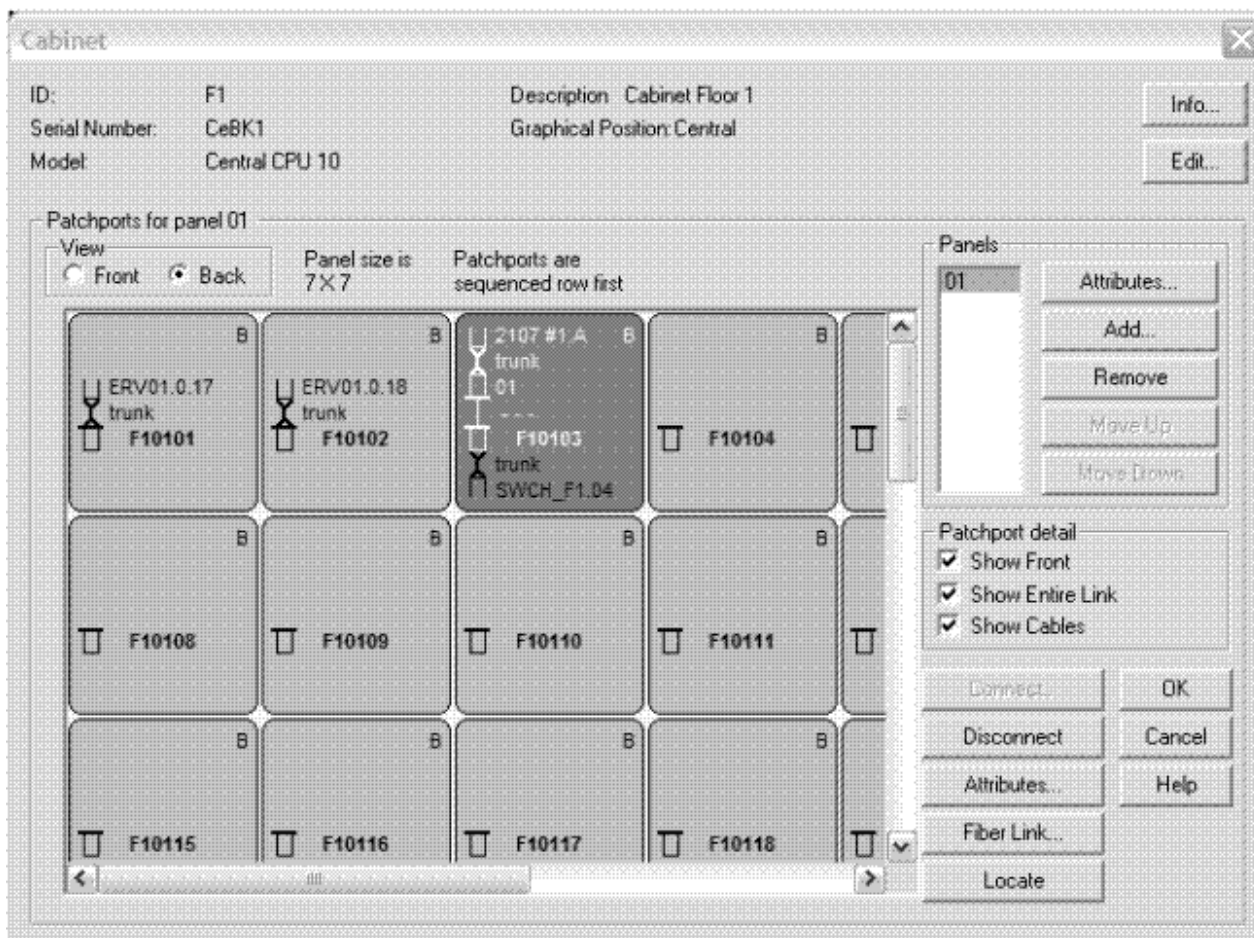 Cabinet
ID: F1 Description Cabinet Floor 1
Info...
Serial Number: CeBK1 Graphical Position: Central
Model: Central CPU 10
Edit...
Patchports for panel 01
View
Front Back
Panel size is
7 X 7
Patchports are
sequenced row first
Panels
01
Attributes...
Add...
Remove
Move Up
Move Down
B
ERV01.0.17
trunk
F10101
B
ERV01.0.18
trunk
F10102
2107 #1.A B
trunk
01
---
F10103
trunk
SWCH_F1.04
B
F10104
B
F10108
B
F10109
B
F10110
B
F10111
B
F10115
B
F10116
B
F10117
B
F10118
Patchport detail
Show Front
Show Entire Link
Show Cables
Connect...
OK
Disconnect
Cancel
Attributes...
Help
Fiber Link...
Locate